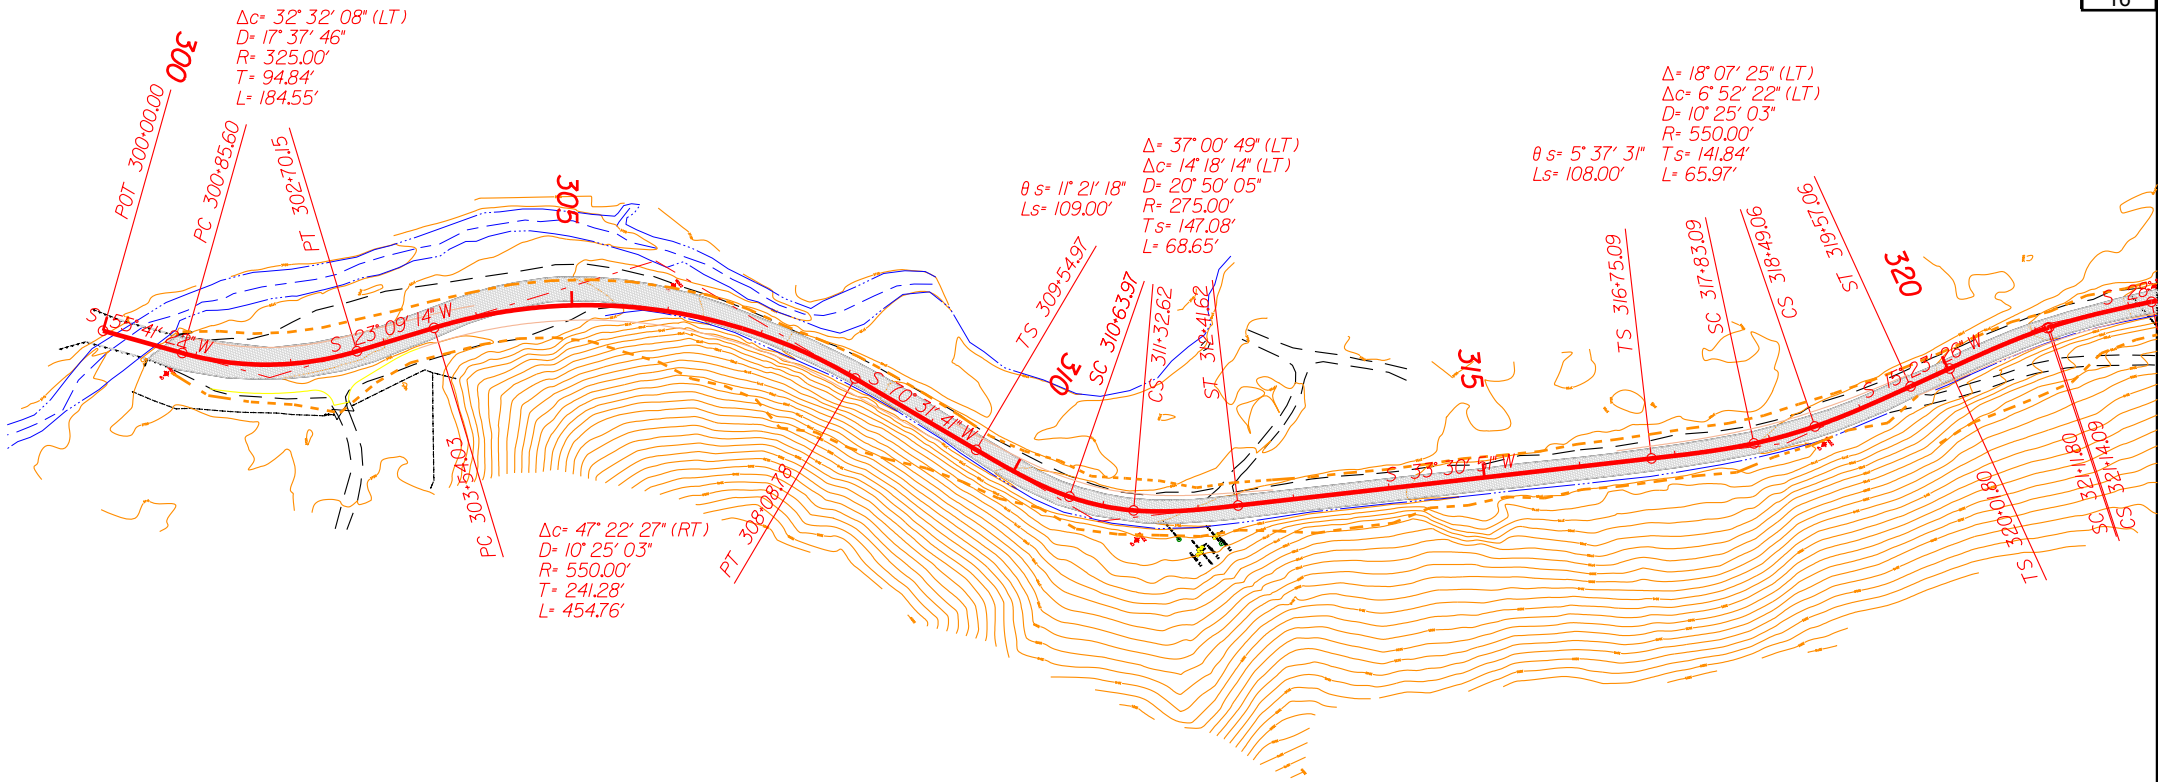 300
POT 300+00.00
Δc= 32° 32' 08" (LT)
D= 17° 37' 46"
R= 325.00'
T= 94.84'
L= 184.55'
PC 300+85.60
PT 302+70.15
S 55° 41' 22" W
S 23° 09' 14" W
305
PC 303+54.03
Δc= 47° 22' 27" (RT)
D= 10° 25' 03"
R= 550.00'
T= 241.28'
L= 454.76'
PT 308+08.78
S 70° 31' 41" W
θs= 11° 21' 18"
Ls= 109.00'
Δ= 37° 00' 49" (LT)
Δc= 14° 18' 14" (LT)
D= 20° 50' 05"
R= 275.00'
Ts= 147.08'
L= 68.65'
TS 309+54.97
310
SC 310+63.97
CS 311+32.62
ST 312+41.62
S 33° 30' 51" W
315
θs= 5° 37' 31"
Ls= 108.00'
Δ= 18° 07' 25" (LT)
Δc= 6° 52' 22" (LT)
D= 10° 25' 03"
R= 550.00'
Ts= 141.84'
L= 65.97'
TS 316+75.09
SC 317+83.09
CS 318+49.06
ST 319+57.06
S 15° 23' 26" W
320
TS 320+01.80
SC 321+11.80
CS 321+14.09
S 28°